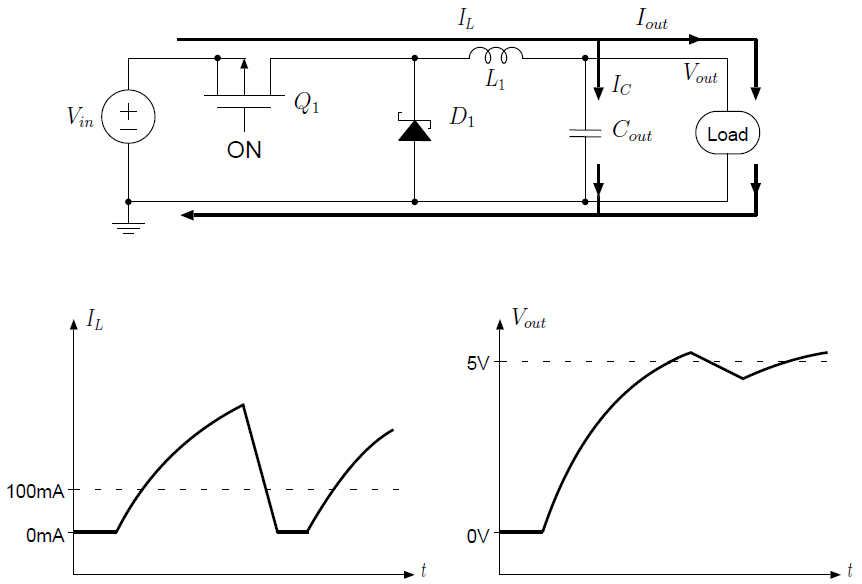 I_L I_out
V_in + − Q_1 ON D_1 L_1 I_C C_out V_out Load
I_L
100mA
0mA
t
V_out
5V
0V
t